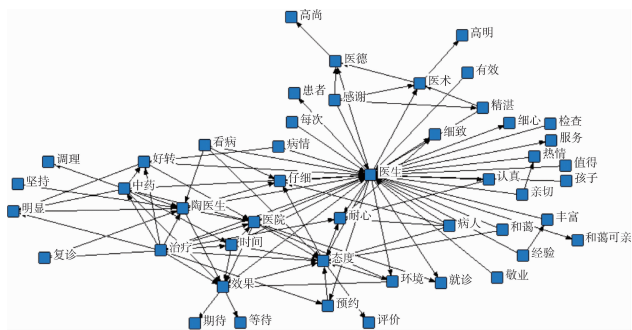 高尚
高明
医德
有效
医术
患者
感谢
精湛
每次
细心
检查
细致
服务
看病
病情
热情
调理
好转
值得
医生
坚持
仔细
认真
孩子
中药
亲切
陶医生
明显
医院
耐心
丰富
病人
和蔼
时间
和蔼可亲
治疗
复诊
态度
经验
环境
就诊
敬业
效果
预约
期待
等待
评价